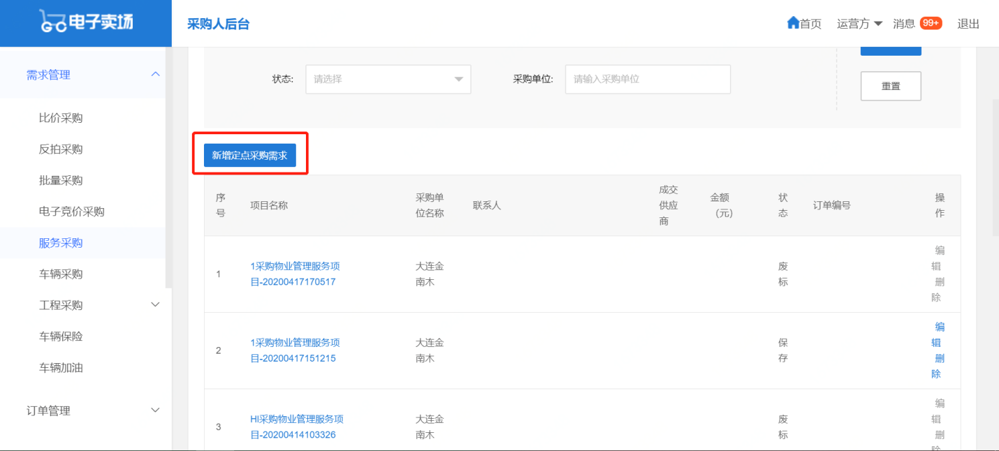 电子卖场
采购人后台
首页
运营方
消息
99+
退出
需求管理
比价采购
反拍采购
批量采购
电子竞价采购
服务采购
车辆采购
工程采购
车辆保险
车辆加油
订单管理
状态:
请选择
采购单位:
请输入采购单位
重置
新增定点采购需求
序
号
项目名称
采购单
位名称
联系人
成交
供应
商
金额
（元）
状
态
订单编号
操
作
1
1采购物业管理服务项
目-20200417170517
大连金
南木
废
标
编
辑
删
除
2
1采购物业管理服务项
目-20200417151215
大连金
南木
保
存
编
辑
删
除
3
HI采购物业管理服务项
目-20200414103326
大连金
南木
废
标
编
辑
删
除